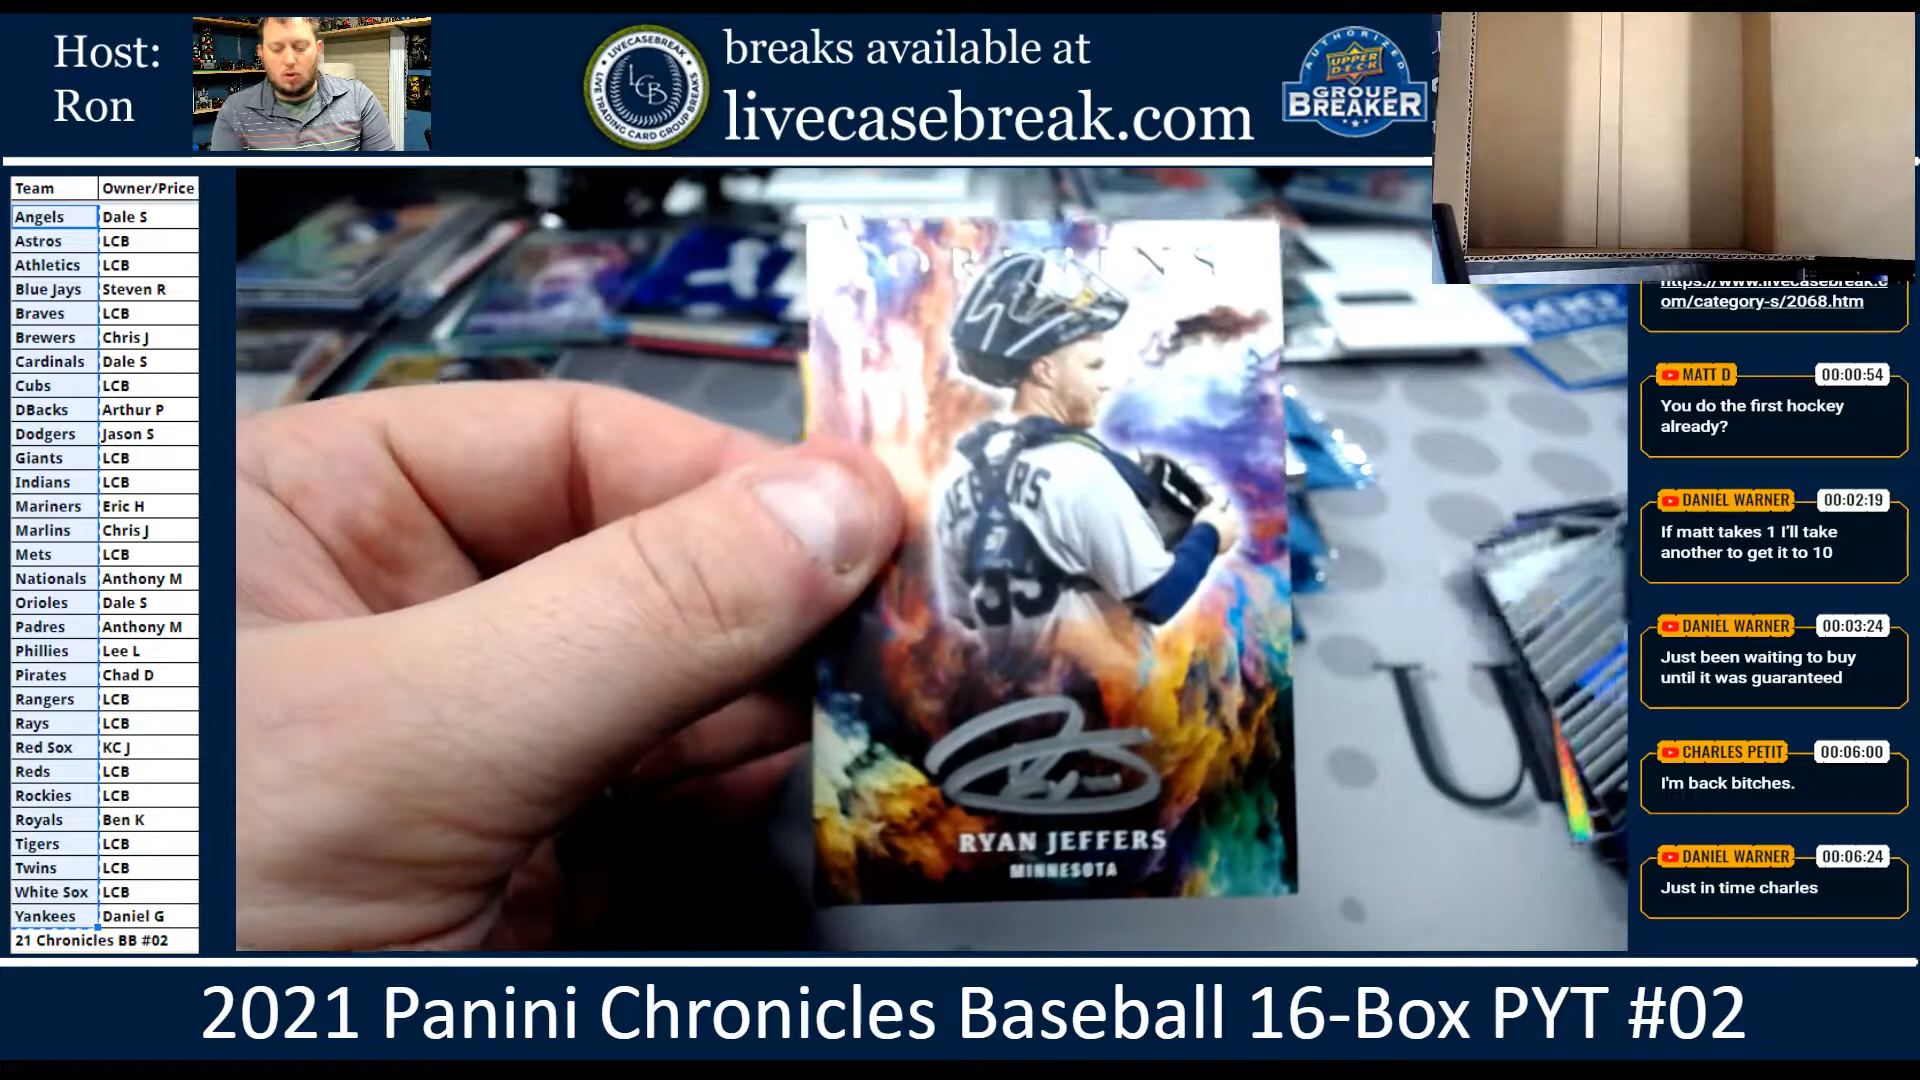 Host:
Ron
LIVECASEBREAK
LCB
LIVE TRADING CARD GROUP BREAKS
breaks available at
livecasebreak.com
AUTHORIZED
UPPER
DECK
GROUP
BREAKER
Team Owner/Price
Angels Dale S
Astros LCB
Athletics LCB
Blue Jays Steven R
Braves LCB
Brewers Chris J
Cardinals Dale S
Cubs LCB
DBacks Arthur P
Dodgers Jason S
Giants LCB
Indians LCB
Mariners Eric H
Marlins Chris J
Mets LCB
Nationals Anthony M
Orioles Dale S
Padres Anthony M
Phillies Lee L
Pirates Chad D
Rangers LCB
Rays LCB
Red Sox KC J
Reds LCB
Rockies LCB
Royals Ben K
Tigers LCB
Twins LCB
White Sox LCB
Yankees Daniel G
21 Chronicles BB #02
ORIGINS
RYAN JEFFERS
MINNESOTA
https://www.livecasebreak.c
om/category-s/2068.htm
MATT D 00:00:54
You do the first hockey
already?
DANIEL WARNER 00:02:19
If matt takes 1 I'll take
another to get it to 10
DANIEL WARNER 00:03:24
Just been waiting to buy
until it was guaranteed
CHARLES PETIT 00:06:00
I'm back bitches.
DANIEL WARNER 00:06:24
Just in time charles
2021 Panini Chronicles Baseball 16-Box PYT #02